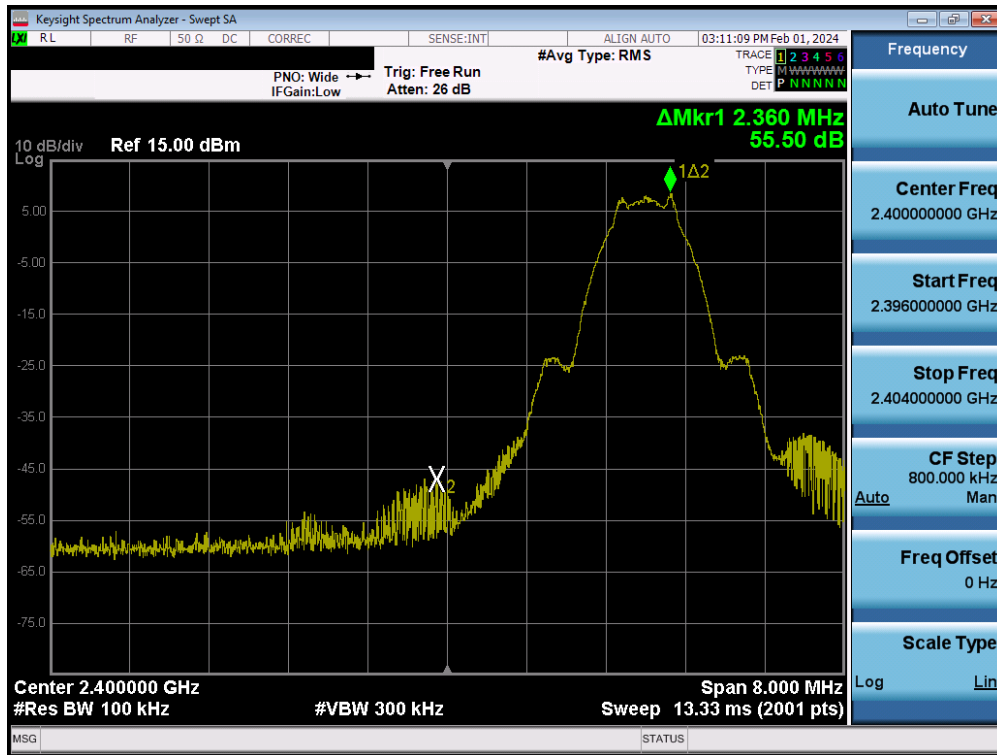 Keysight Spectrum Analyzer - Swept SA
LXI RL RF 50 Ω DC CORREC SENSE:INT ALIGN AUTO 03:11:09 PM Feb 01, 2024
Frequency
PNO: Wide
IFGain:Low
Trig: Free Run
Atten: 26 dB
#Avg Type: RMS
TRACE 1 2 3 4 5 6
TYPE M WWWWW
DET P N N N N N
ΔMkr1 2.360 MHz
55.50 dB
10 dB/div Ref 15.00 dBm
Log
1Δ2
5.00
-5.00
-15.0
-25.0
-35.0
-45.0
X2
-55.0
-65.0
-75.0
Center 2.400000 GHz
Span 8.000 MHz
#Res BW 100 kHz
#VBW 300 kHz
Sweep 13.33 ms (2001 pts)
MSG
STATUS
Auto Tune
Center Freq
2.400000000 GHz
Start Freq
2.396000000 GHz
Stop Freq
2.404000000 GHz
CF Step
800.000 kHz
Auto Man
Freq Offset
0 Hz
Scale Type
Log Lin